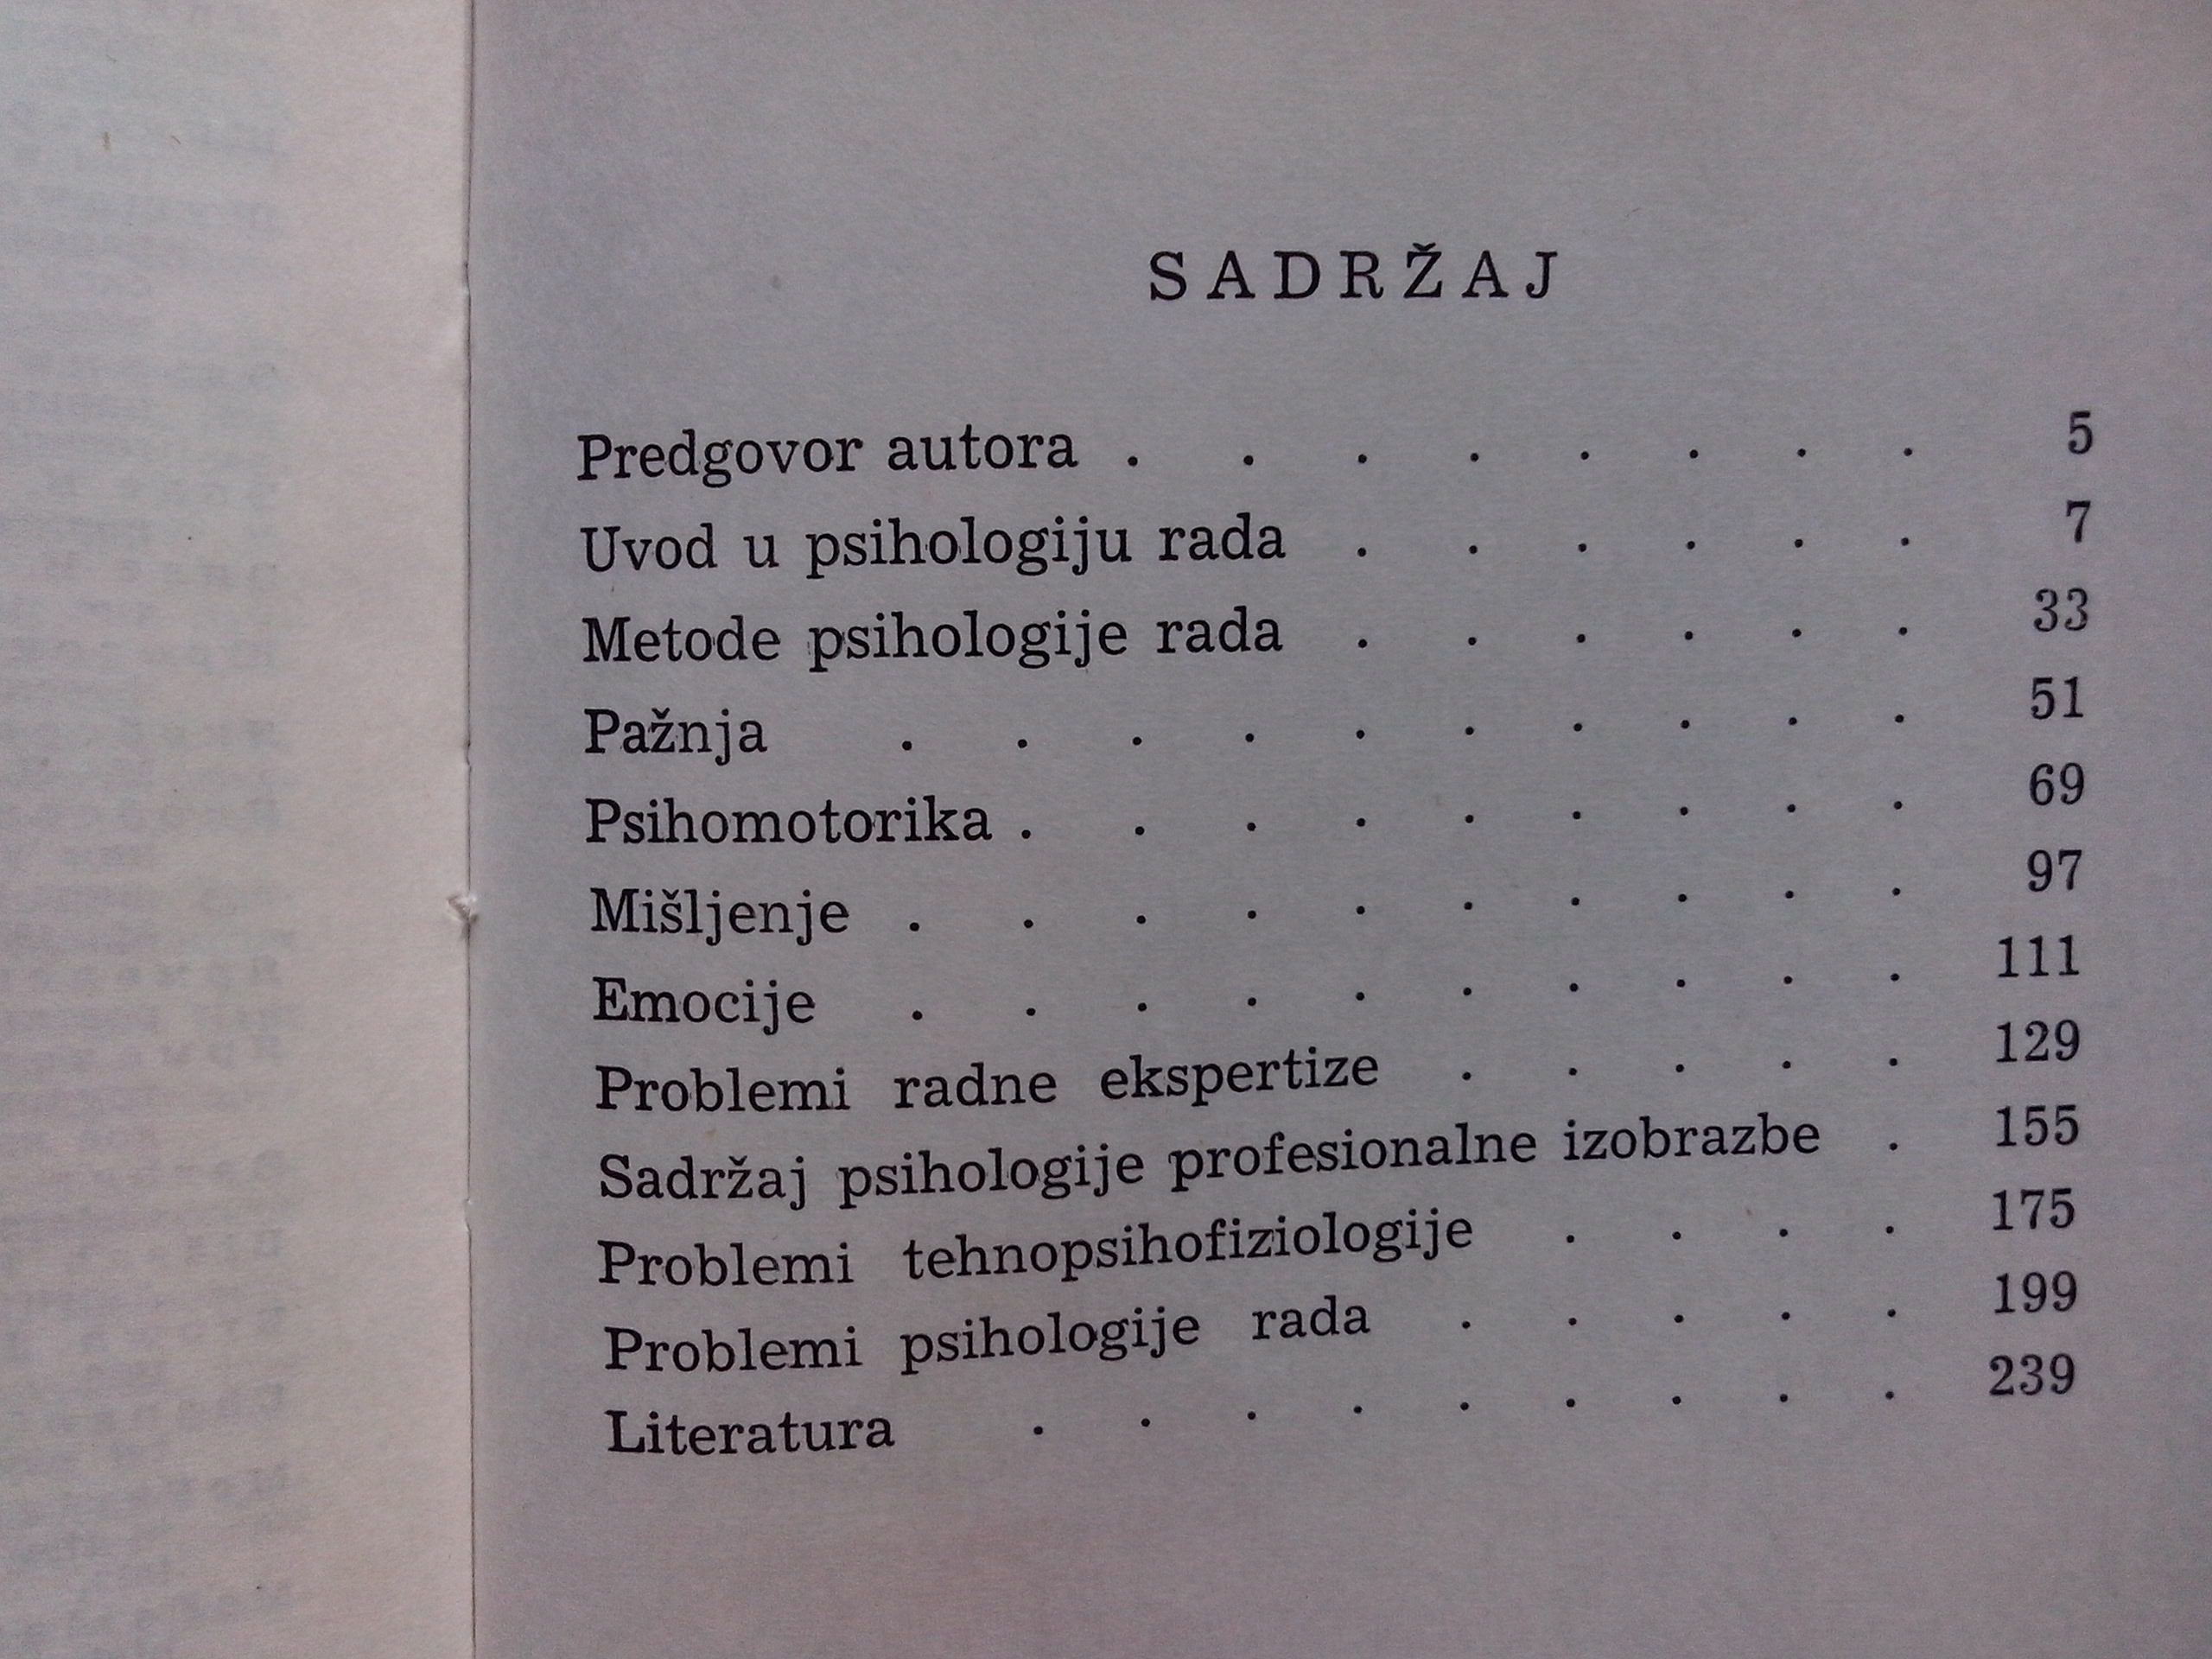 SADRŽAJ
Predgovor autora . . . . . . . . 5
Uvod u psihologiju rada . . . . . . 7
Metode psihologije rada . . . . . . 33
Pažnja . . . . . . . . . . 51
Psihomotorika . . . . . . . . . 69
Mišljenje . . . . . . . . . . 97
Emocije . . . . . . . . . . 111
Problemi radne ekspertize . . . . . 129
Sadržaj psihologije profesionalne izobrazbe . 155
Problemi tehnopsihofiziologije . . . . 175
Problemi psihologije rada . . . . . 199
Literatura . . . . . . . . . 239